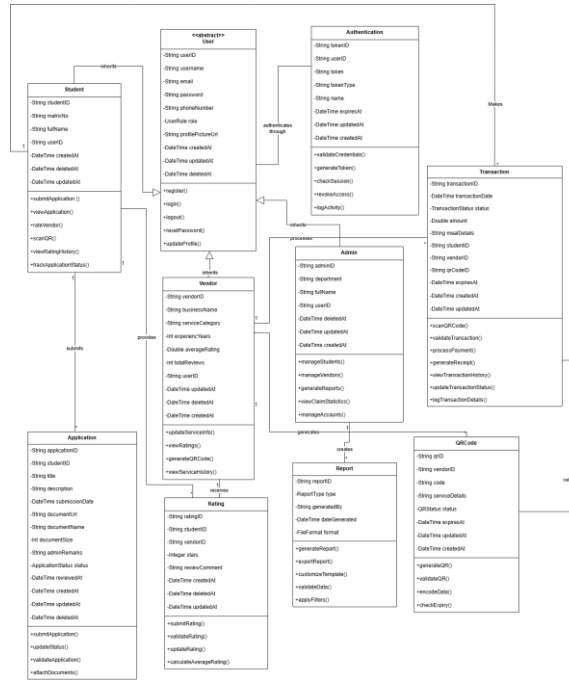 <<abstract>>
User
-String userID
-String username
-String email
-String password
-String phoneNumber
-UserRole role
-String profilePictureUrl
-DateTime createdAt
-DateTime updatedAt
-DateTime deletedAt
+register()
+login()
+logout()
+resetPassword()
+updateProfile()
Authentication
-String tokenID
-String userID
-String token
-String tokenType
-String name
-DateTime expiresAt
-DateTime updatedAt
-DateTime createdAt
+validateCredentials()
+generateToken()
+checkSession()
+revokeAccess()
+logActivity()
inherits
authenticates
through
Student
-String studentID
-String matrixNo
-String fullName
-String userID
-DateTime createdAt
-DateTime deletedAt
-DateTime updatedAt
+submitApplication ()
+viewApplication()
+rateVendor()
+scanQR()
+viewRatingHistory()
+trackApplicationStatus()
1
1
1
Transaction
-String transactionID
-DateTime transactionDate
-TransactionStatus status
-Double amount
-String mealDetails
-String studentID
-String vendorID
-String qrCodeID
-DateTime expiresAt
-DateTime createdAt
-DateTime updatedAt
+scanQRCode()
+validateTransaction()
+processPayment()
+generateReceipt()
+viewTransactionHistory()
+updateTransactionStatus()
+logTransactionDetails()
inherits
processes
inherits
Admin
-String adminID
-String department
-String fullName
-String userID
-DateTime deletedAt
-DateTime updatedAt
-DateTime createdAt
+manageStudents()
+manageVendors()
+generateReports()
+viewClaimStatistics()
+manageAccounts()
Vendor
-String vendorID
-String businessName
-String serviceCategory
-Int experienceYears
-Double averageRating
-Int totalReviews
-String userID
-DateTime updatedAt
-DateTime deletedAt
-DateTime createdAt
+updateServiceInfo()
+viewRatings()
+generateQRCode()
+viewServiceHistory()
1
1
submits
provides
generates
1
creates
1
receives
Application
-String applicationID
-String studentID
-String title
-String description
-DateTime submissionDate
-String documentUrl
-String documentName
-Int documentSize
-String adminRemarks
-ApplicationStatus status
-DateTime reviewedAt
-DateTime createdAt
-DateTime updatedAt
-DateTime deletedAt
+submitApplication()
+updateStatus()
+validateApplication()
+attachDocuments()
Rating
-String ratingID
-String studentID
-String vendorID
-Integer stars
-String reviewComment
-DateTime createdAt
-DateTime deletedAt
-DateTime updatedAt
+submitRating()
+validateRating()
+updateRating()
+calculateAverageRating()
Report
-String reportID
-ReportType type
-String generatedBy
-DateTime dateGenerated
-FileFormat format
+generateReport()
+exportReport()
+customizeTemplate()
+validateData()
+applyFilters()
QRCode
-String qrID
-String vendorID
-String code
-String serviceDetails
-QRStatus status
-DateTime expiresAt
-DateTime updatedAt
-DateTime createdAt
+generateQR()
+validateQR()
+encodeData()
+checkExpiry()